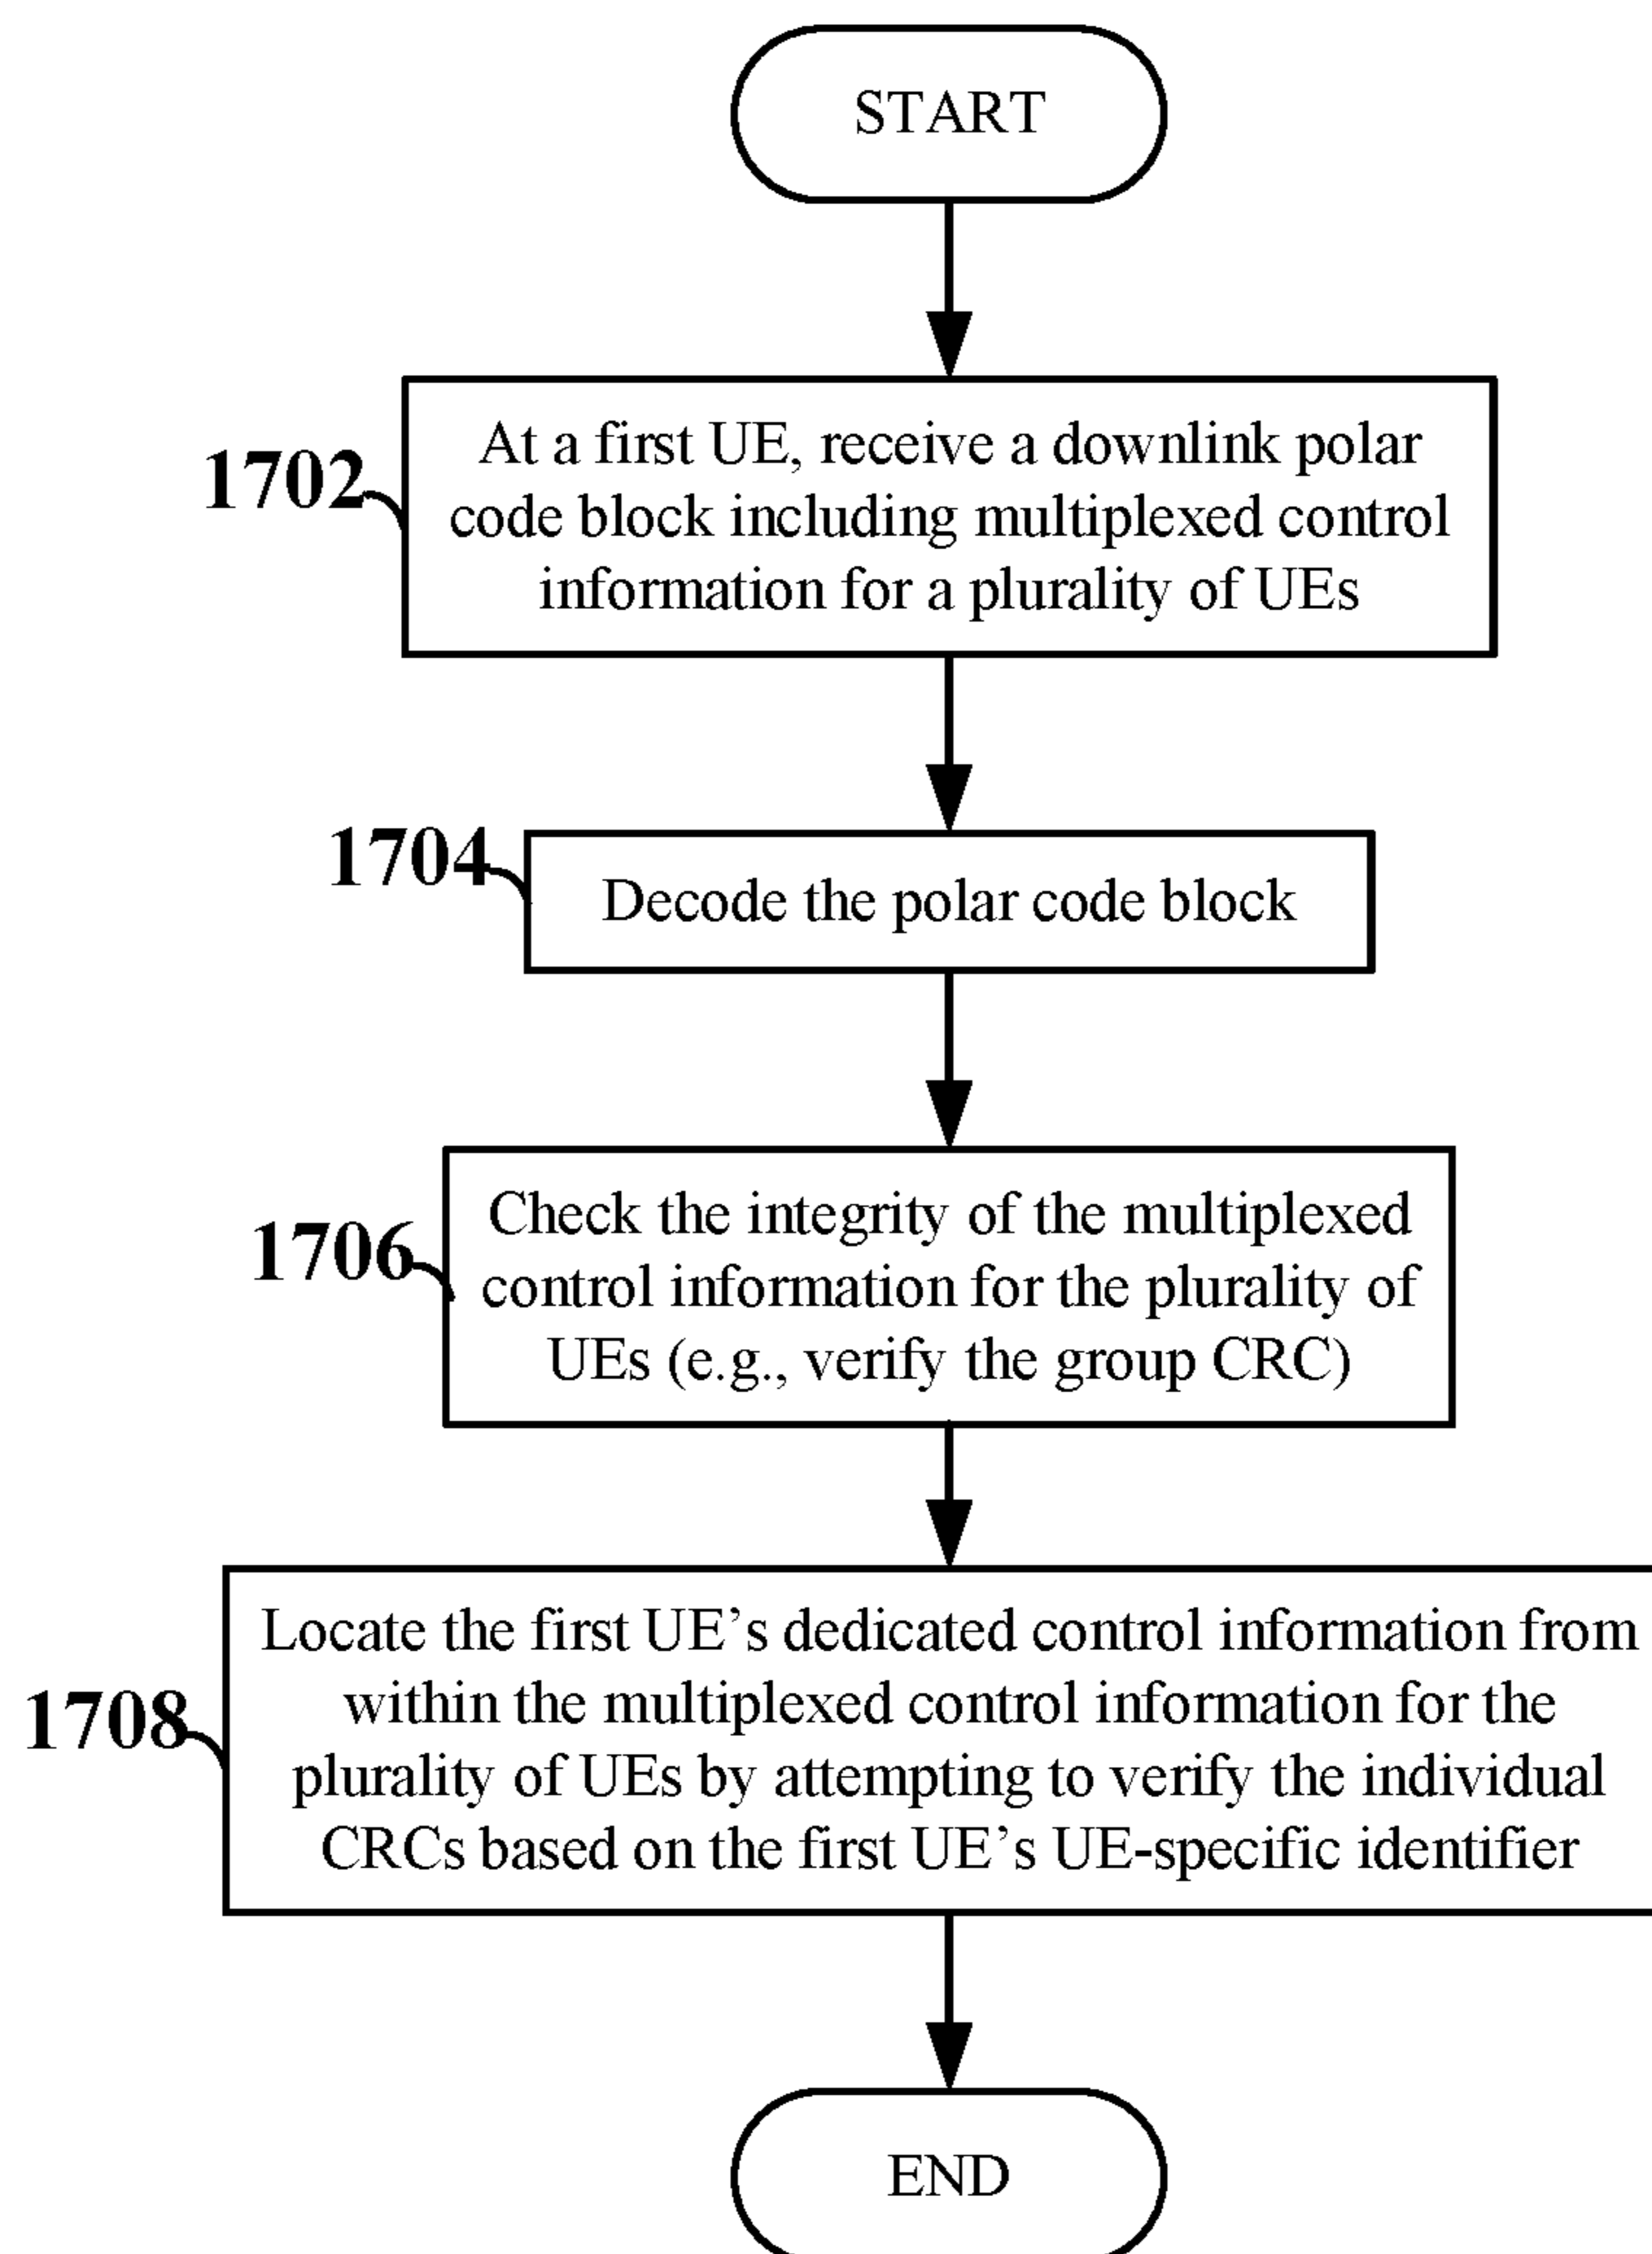 START
1702
At a first UE, receive a downlink polar
code block including multiplexed control
information for a plurality of UEs
1704
Decode the polar code block
1706
Check the integrity of the multiplexed
control information for the plurality of
UEs (e.g., verify the group CRC)
1708
Locate the first UE’s dedicated control information from
within the multiplexed control information for the
plurality of UEs by attempting to verify the individual
CRCs based on the first UE’s UE-specific identifier
END